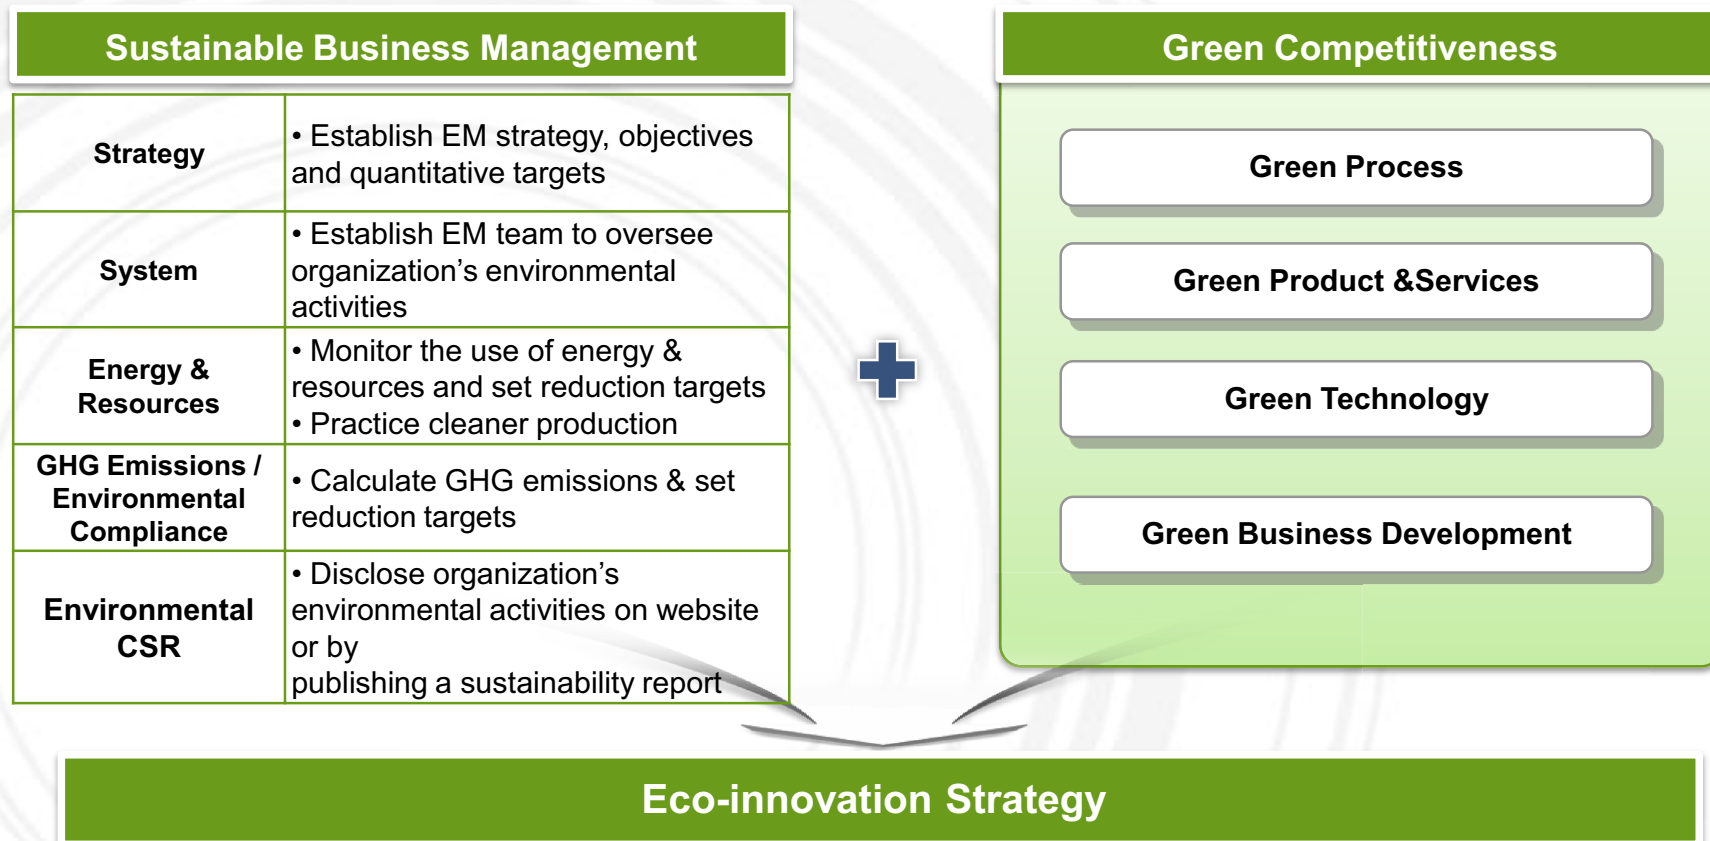 Sustainable Business Management
Strategy
• Establish EM strategy, objectives
and quantitative targets
System
• Establish EM team to oversee
organization’s environmental
activities
Energy &
Resources
• Monitor the use of energy &
resources and set reduction targets
• Practice cleaner production
GHG Emissions /
Environmental
Compliance
• Calculate GHG emissions & set
reduction targets
Environmental
CSR
• Disclose organization’s
environmental activities on website
or by
publishing a sustainability report
Green Competitiveness
Green Process
Green Product &Services
Green Technology
Green Business Development
Eco-innovation Strategy